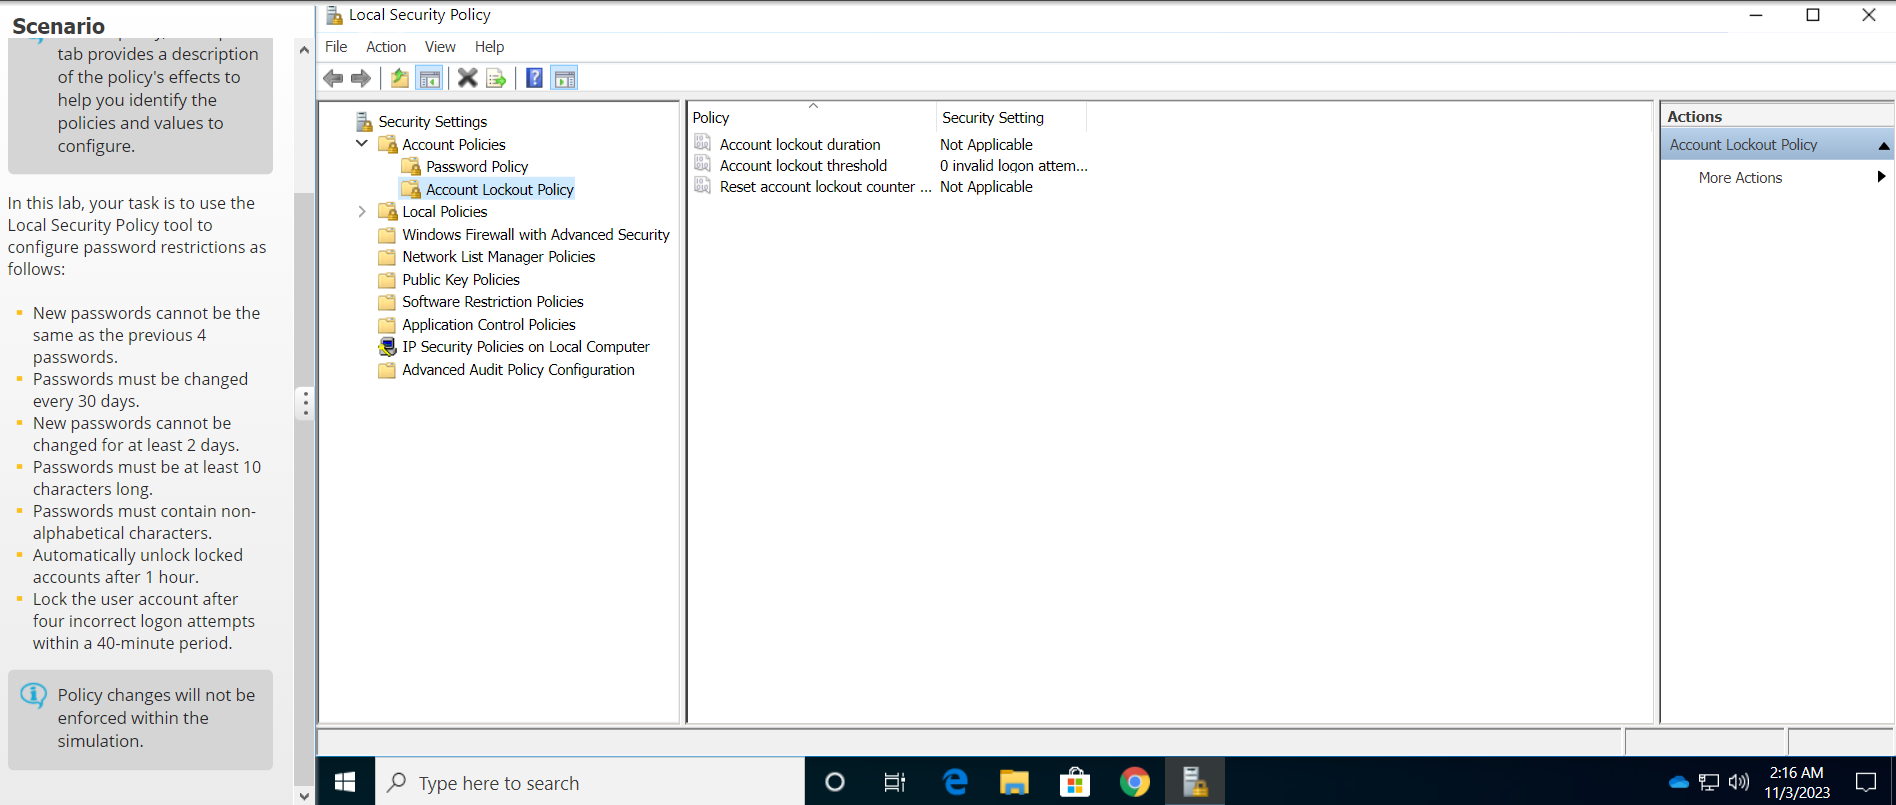 Scenario
tab provides a description
of the policy's effects to
help you identify the
policies and values to
configure.
In this lab, your task is to use the
Local Security Policy tool to
configure password restrictions as
follows:
New passwords cannot be the
same as the previous 4
passwords.
Passwords must be changed
every 30 days.
New passwords cannot be
changed for at least 2 days.
Passwords must be at least 10
characters long.
Passwords must contain non-
alphabetical characters.
Automatically unlock locked
accounts after 1 hour.
Lock the user account after
four incorrect logon attempts
within a 40-minute period.
Policy changes will not be
enforced within the
simulation.
Local Security Policy
File Action View Help
Security Settings
Account Policies
Password Policy
Account Lockout Policy
Local Policies
Windows Firewall with Advanced Security
Network List Manager Policies
Public Key Policies
Software Restriction Policies
Application Control Policies
IP Security Policies on Local Computer
Advanced Audit Policy Configuration
Policy Security Setting
Account lockout duration Not Applicable
Account lockout threshold 0 invalid logon attem...
Reset account lockout counter ... Not Applicable
Actions
Account Lockout Policy
More Actions
Type here to search
2:16 AM
11/3/2023